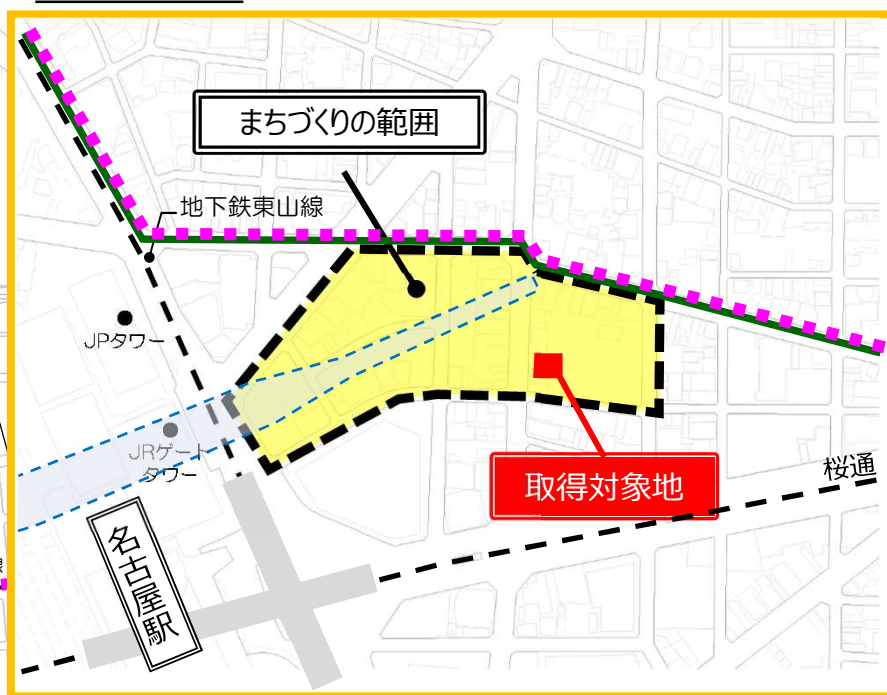 まちづくりの範囲
地下鉄東山線
JPタワー
JRゲート
タワー
取得対象地
桜通
名古屋駅